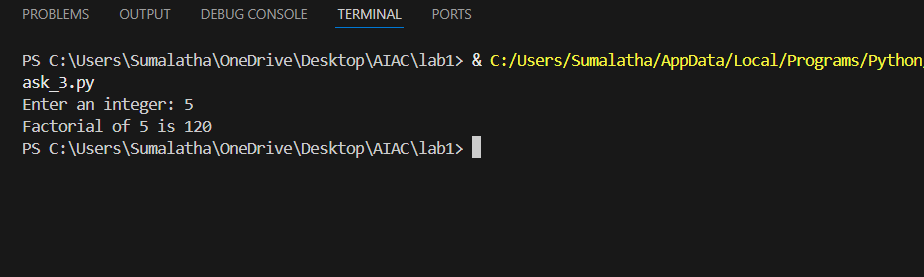 PROBLEMS OUTPUT DEBUG CONSOLE TERMINAL PORTS
PS C:\Users\Sumalatha\OneDrive\Desktop\AIAC\lab1> & C:/Users/Sumalatha/AppData/Local/Programs/Python
ask_3.py
Enter an integer: 5
Factorial of 5 is 120
PS C:\Users\Sumalatha\OneDrive\Desktop\AIAC\lab1>